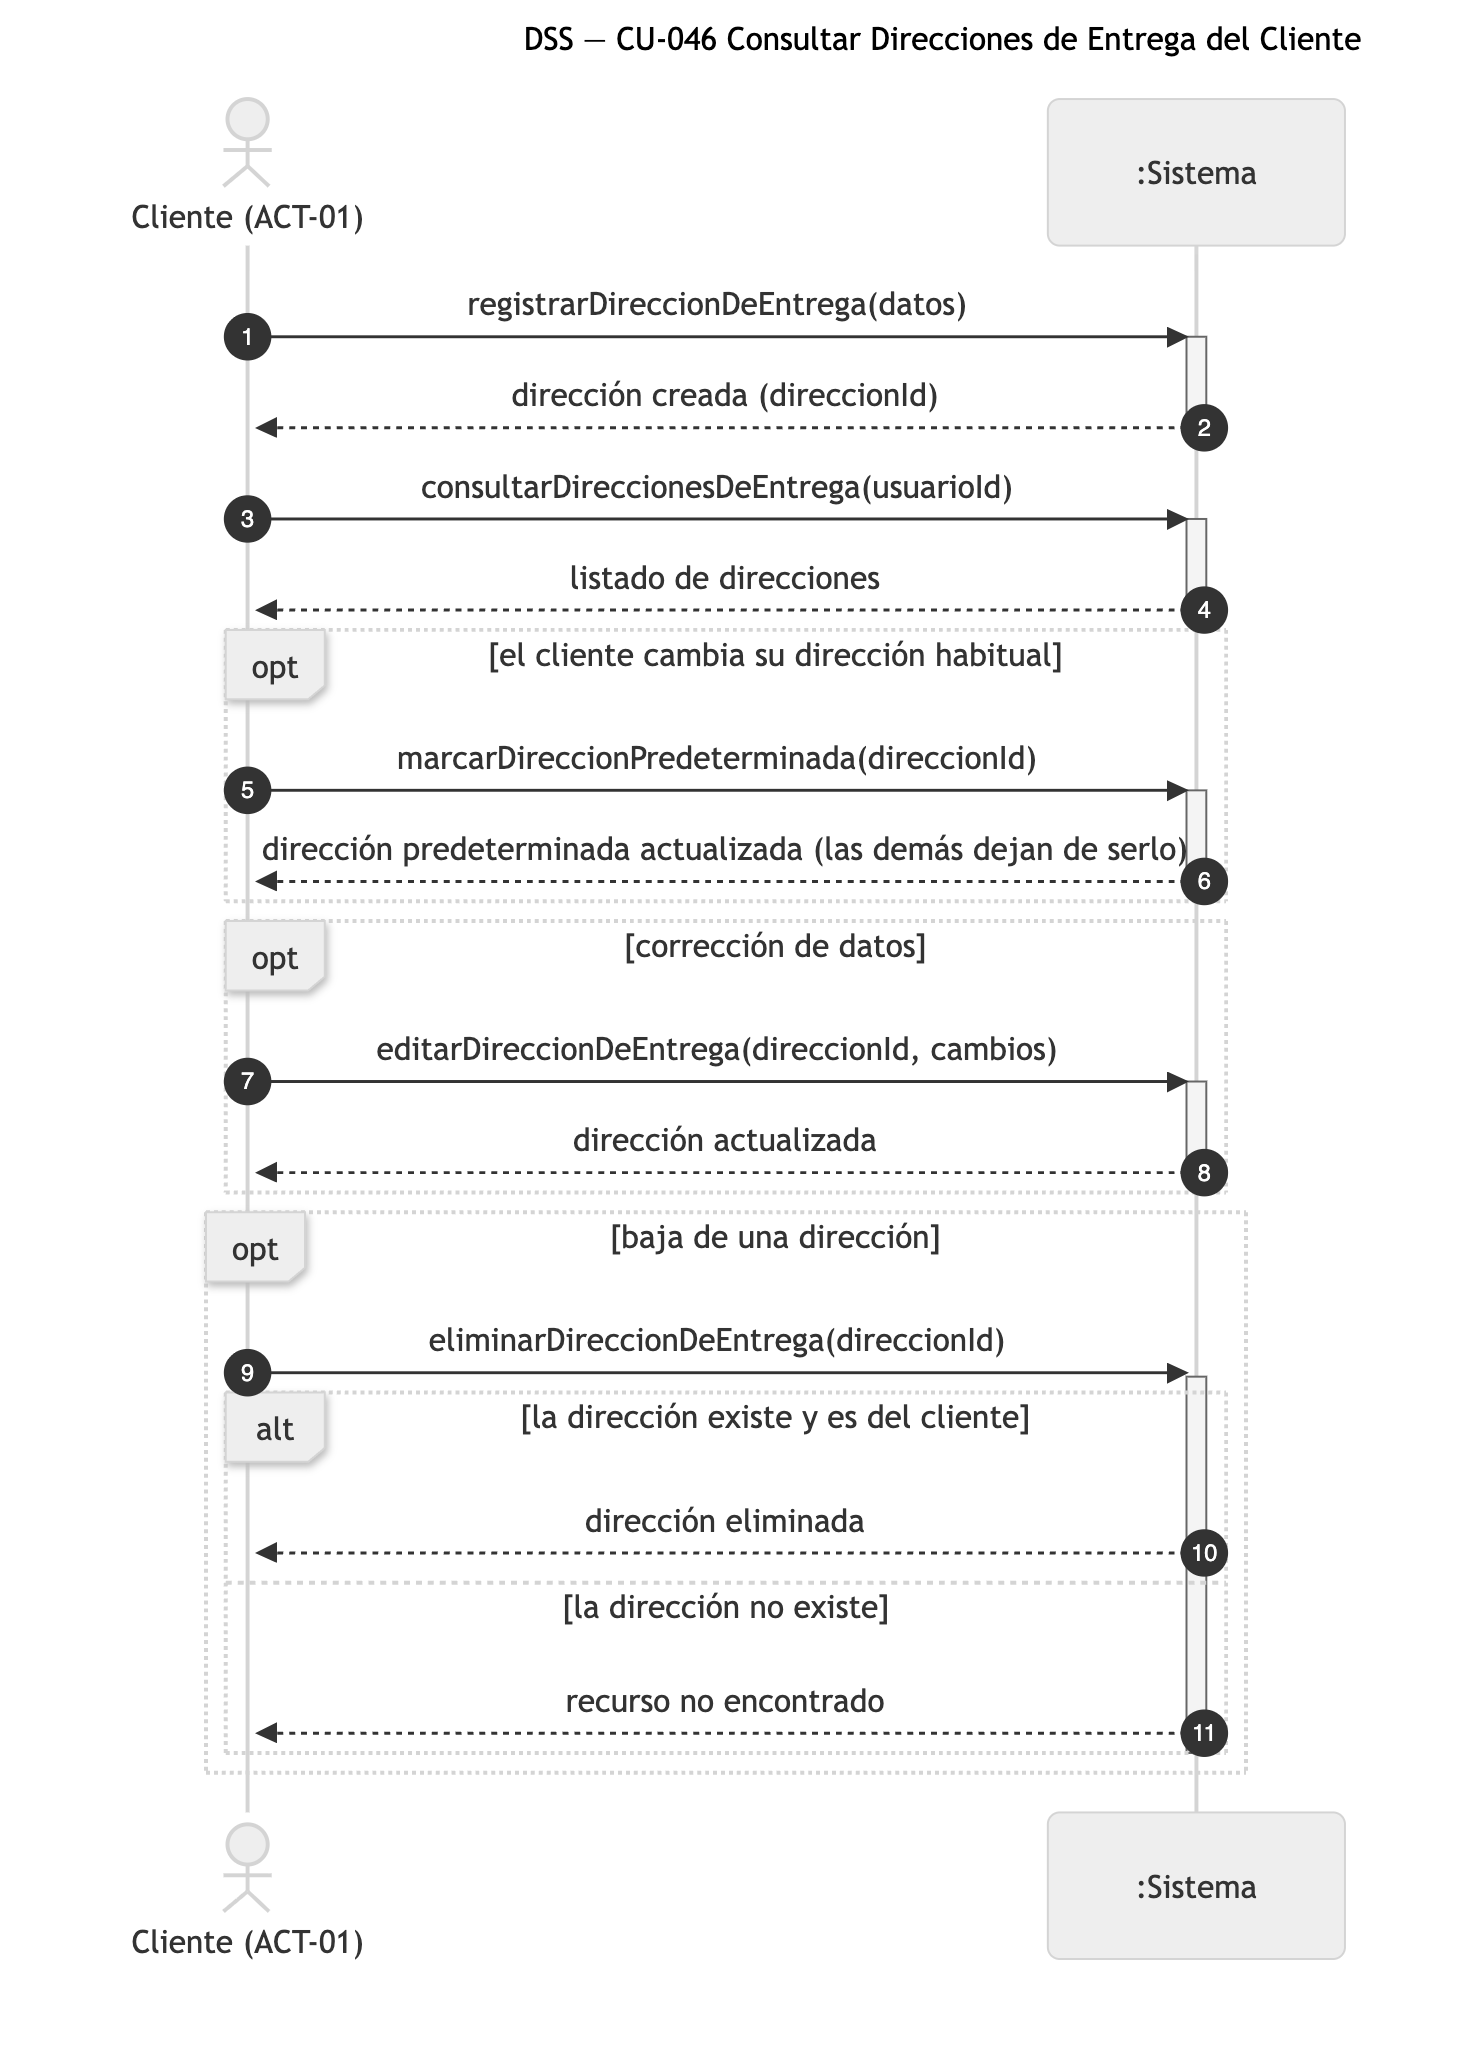 DSS — CU-046 Consultar Direcciones de Entrega del Cliente
Cliente (ACT-01)
:Sistema
registrarDireccionDeEntrega(datos)
1
dirección creada (direccionId)
2
consultarDireccionesDeEntrega(usuarioId)
3
listado de direcciones
4
opt
[el cliente cambia su dirección habitual]
marcarDireccionPredeterminada(direccionId)
5
dirección predeterminada actualizada (las demás dejan de serlo)
6
opt
[corrección de datos]
editarDireccionDeEntrega(direccionId, cambios)
7
dirección actualizada
8
opt
[baja de una dirección]
eliminarDireccionDeEntrega(direccionId)
9
alt
[la dirección existe y es del cliente]
dirección eliminada
10
[la dirección no existe]
recurso no encontrado
11
Cliente (ACT-01)
:Sistema